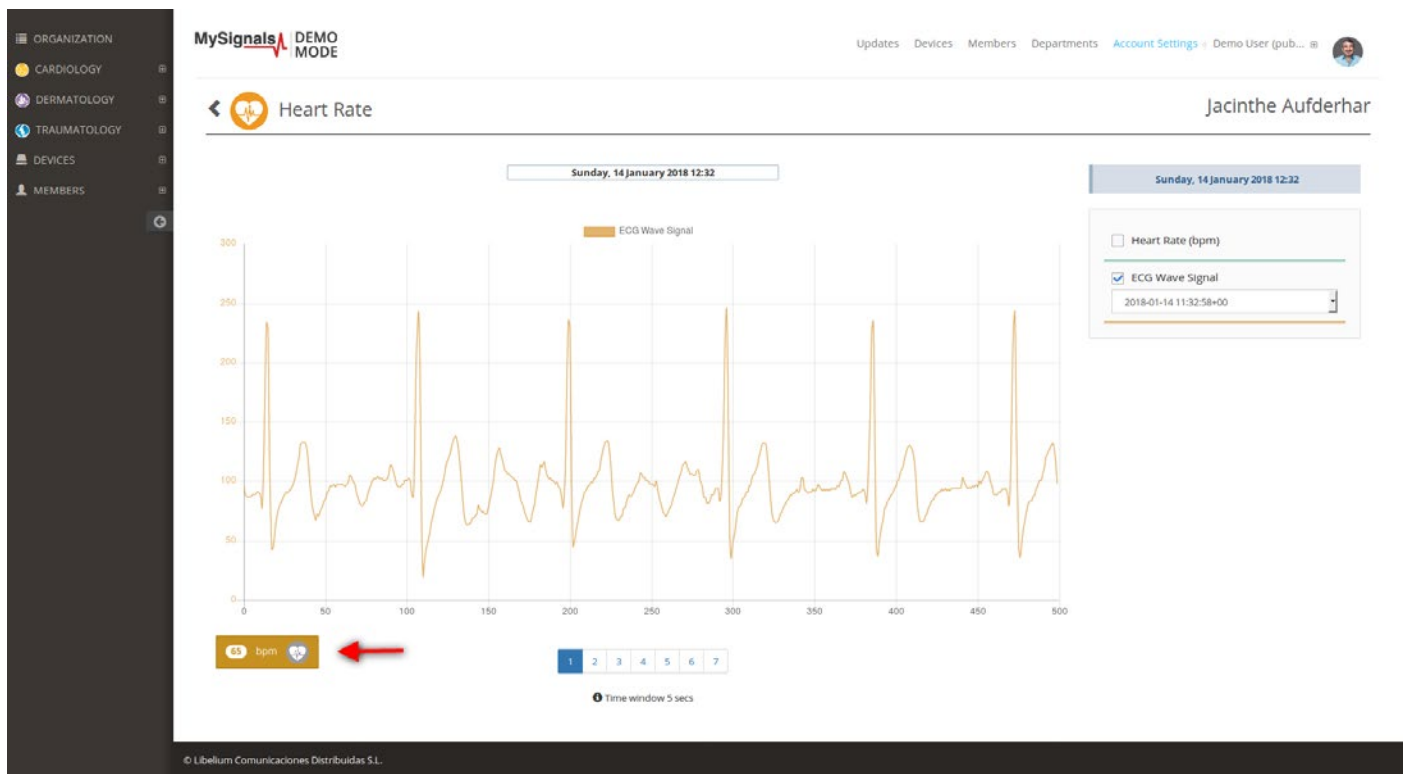 ORGANIZATION
CARDIOLOGY
DERMATOLOGY
TRAUMATOLOGY
DEVICES
MEMBERS
MySignals DEMO
MODE
Updates Devices Members Departments Account Settings Demo User (pub...
Heart Rate
Jacinthe Aufderhar
Sunday, 14 January 2018 12:32
Sunday, 14 January 2018 12:32
ECG Wave Signal
Heart Rate (bpm)
ECG Wave Signal
2018-01-14 11:32:58+00
300
250
200
150
100
50
0
0 50 100 150 200 250 300 350 400 450 500
65 bpm
1 2 3 4 5 6 7
Time window 5 secs
© Libelium Comunicaciones Distribuidas S.L.